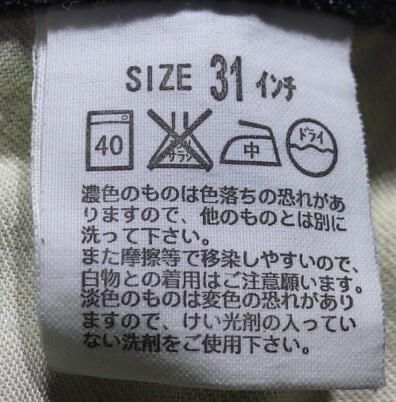 SIZE 31 インチ
40 エンソ サラシ 中 ドライ
濃色のものは色落ちの恐れがあ
りますので、他のものとは別に
洗って下さい。
また摩擦等で移染しやすいので、
白物との着用はご注意願います。
淡色のものは変色の恐れがあり
ますので、けい光剤の入ってい
ない洗剤をご使用下さい。